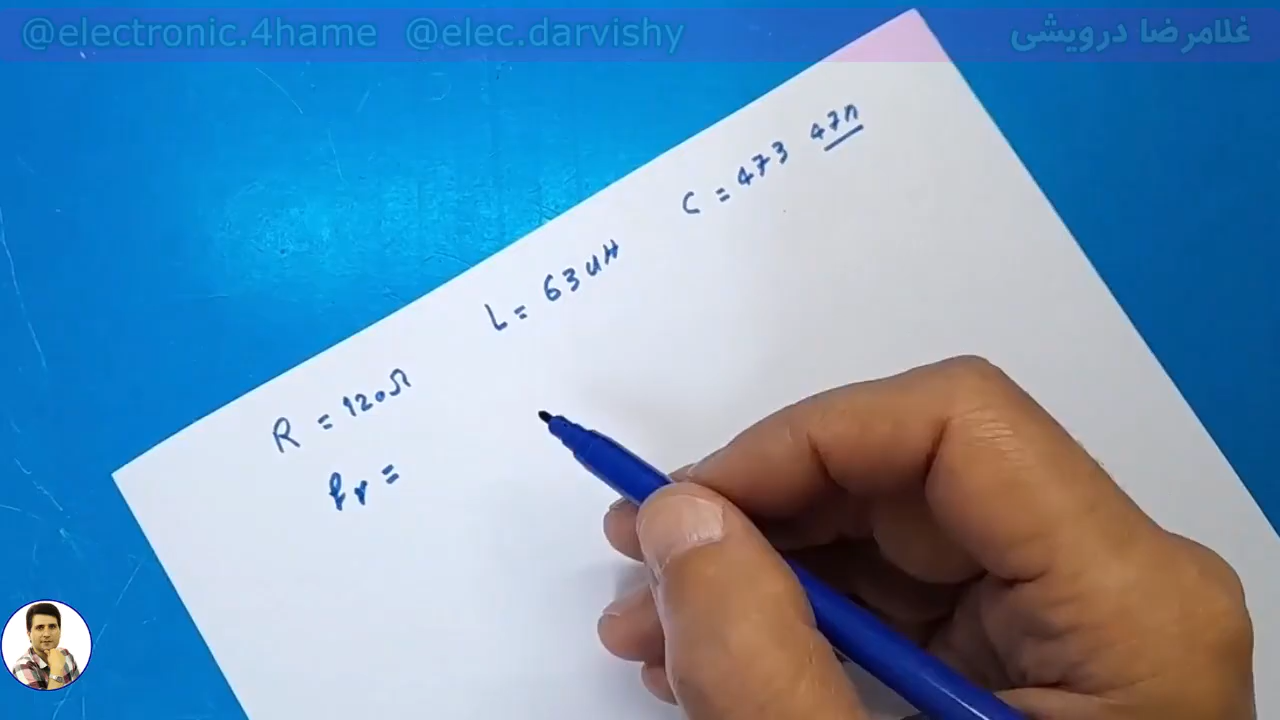 @electronic.4hame @elec.darvishy غلامرضا درویشی
R = 120Ω L = 63uH C = 473 47n
fr =